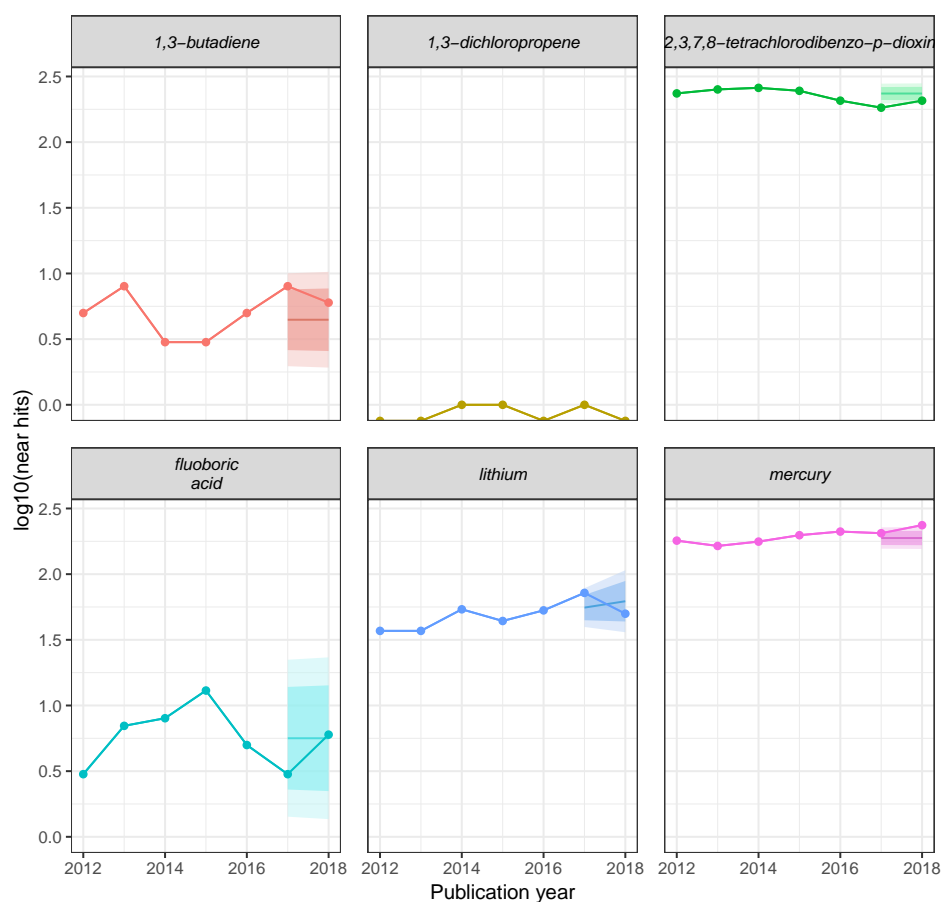 1,3−butadiene
1,3−dichloropropene
2,3,7,8−tetrachlorodibenzo−p−dioxin
2.5
2.0
1.5
1.0
0.5
0.0
fluoboric
acid
lithium
mercury
2.5
2.0
1.5
1.0
0.5
0.0
2012 2014 2016 2018 2012 2014 2016 2018 2012 2014 2016 2018
Publication year
log10(near hits)